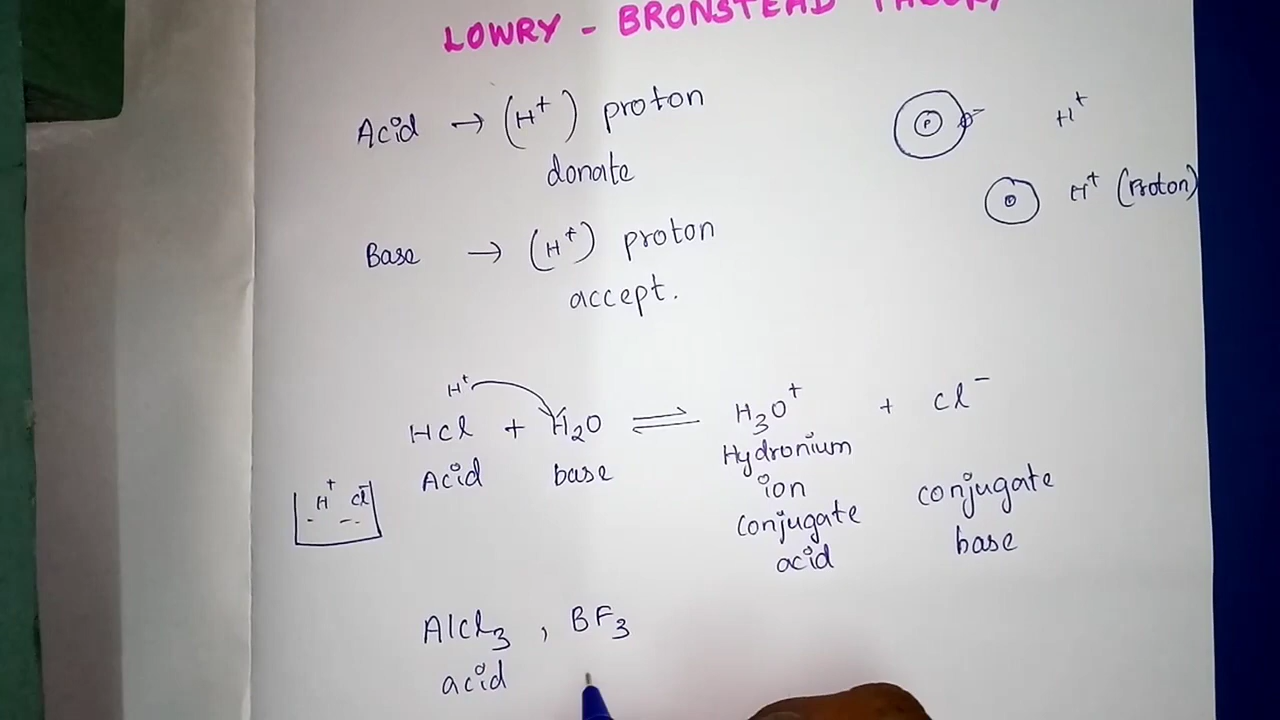 LOWRY - BRONSTEAD THEORY
Acid → (H⁺) proton
donate
Base → (H⁺) proton
accept.
P e⁻ H⁺
H⁺ (Proton)
H⁺
HCl + H₂O ⇌ H₃O⁺ + Cl⁻
Acid base Hydronium
ion
conjugate
acid
conjugate
base
H⁺ Cl⁻
AlCl₃ , BF₃
acid